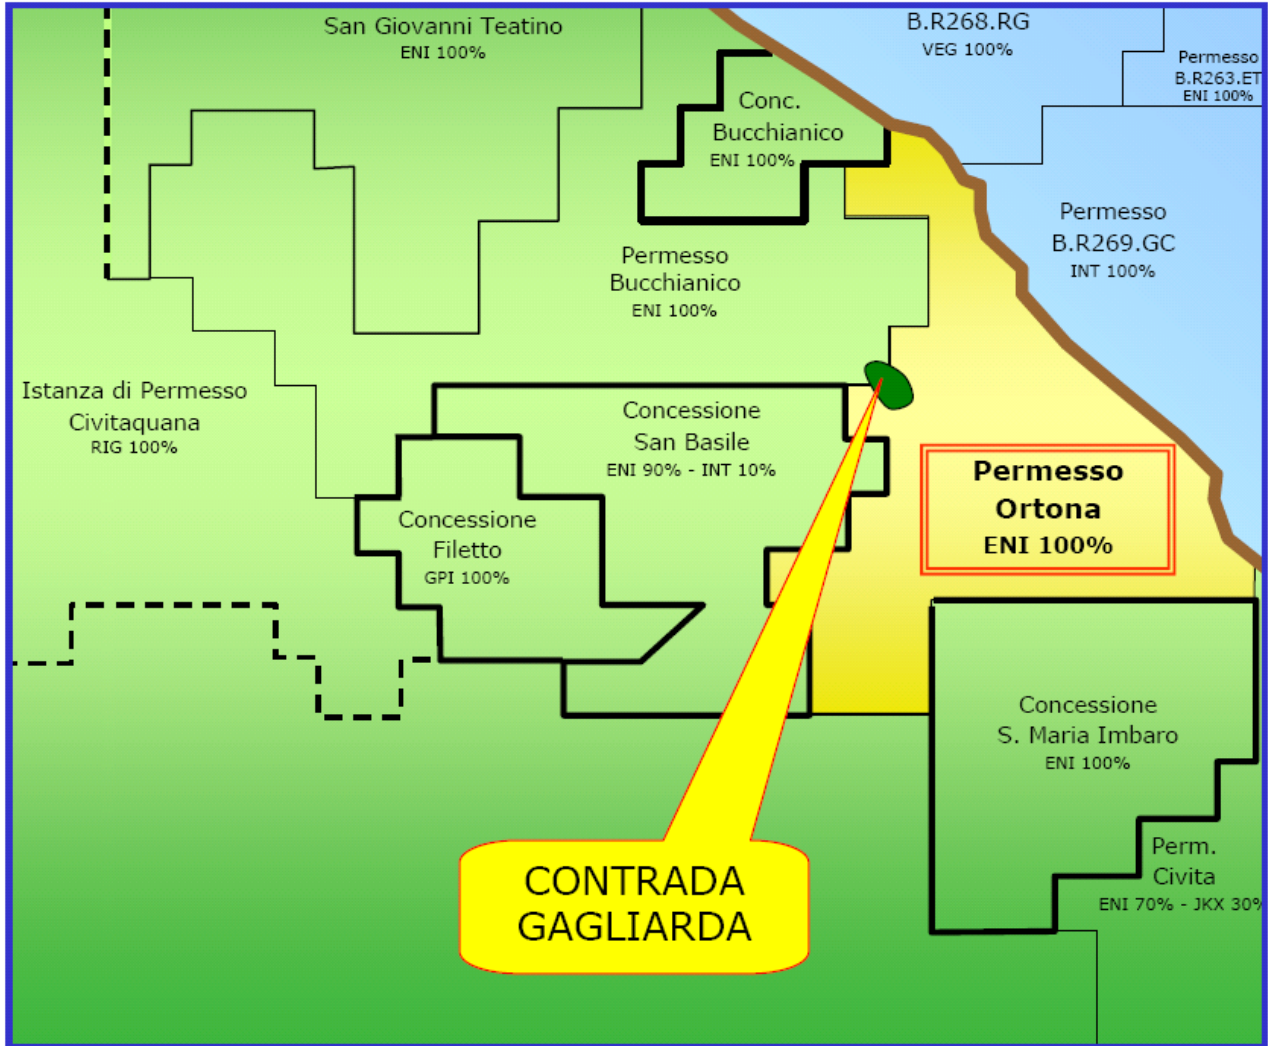 San Giovanni Teatino
ENI 100%
B.R268.RG
VEG 100%
Permesso
B.R263.ET
ENI 100%
Conc.
Bucchianico
ENI 100%
Permesso
B.R269.GC
INT 100%
Permesso
Bucchianico
ENI 100%
Istanza di Permesso
Civitaquana
RIG 100%
Concessione
San Basile
ENI 90% - INT 10%
Permesso
Ortona
ENI 100%
Concessione
Filetto
GPI 100%
Concessione
S. Maria Imbaro
ENI 100%
Perm.
Civita
ENI 70% - JKX 30%
CONTRADA
GAGLIARDA